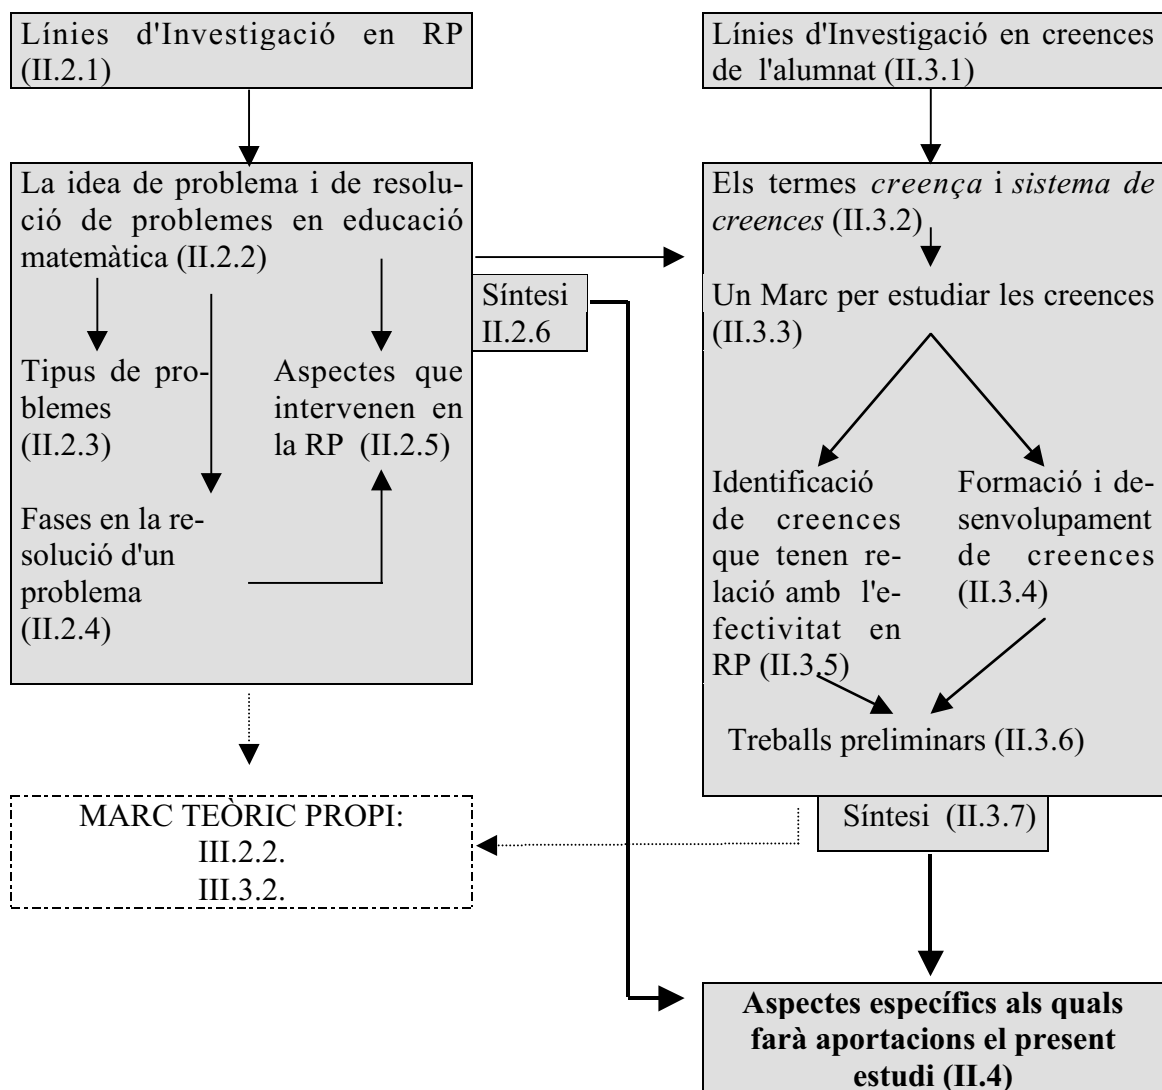 Línies d'Investigació en RP
(II.2.1)
La idea de problema i de resolu-
ció de problemes en educació
matemàtica (II.2.2)
Síntesi
II.2.6
Tipus de pro-
blemes
(II.2.3)
Aspectes que
intervenen en
la RP (II.2.5)
Fases en la re-
solució d'un
problema
(II.2.4)
MARC TEÒRIC PROPI:
III.2.2.
III.3.2.
Línies d'Investigació en creences
de l'alumnat (II.3.1)
Els termes creença i sistema de
creences (II.3.2)
Un Marc per estudiar les creences
(II.3.3)
Identificació
de creences
que tenen re-
lació amb l'e-
fectivitat en
RP (II.3.5)
Formació i de-
senvolupament
de creences
(II.3.4)
Treballs preliminars (II.3.6)
Síntesi (II.3.7)
Aspectes específics als quals
farà aportacions el present
estudi (II.4)